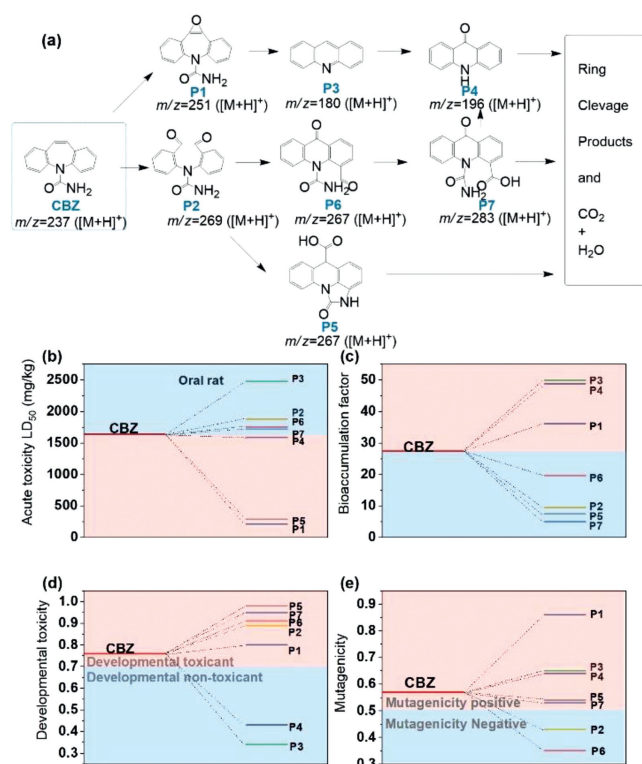 (a)
O
N
O
NH2
P1
m/z=251 ([M+H]+)
N
P3
m/z=180 ([M+H]+)
O
N
H
P4
m/z=196 ([M+H]+)
N
O
NH2
CBZ
m/z=237 ([M+H]+)
O
O
N
O
NH2
P2
m/z=269 ([M+H]+)
O
N
O
NH2
O
P6
m/z=267 ([M+H]+)
O
N
O
NH2
O
OH
P7
m/z=283 ([M+H]+)
HO
O
N
NH
O
P5
m/z=267 ([M+H]+)
Ring
Clevage
Products
and
CO2
+
H2O
(b)
Acute toxicity LD50 (mg/kg)
2500
2000
1500
1000
500
0
Oral rat
CBZ
P3
P2
P6
P7
P4
P5
P1
(c)
Bioaccumulation factor
50
40
30
20
10
0
CBZ
P3
P4
P1
P6
P2
P5
P7
(d)
Developmental toxicity
1.0
0.9
0.8
0.7
0.6
0.5
0.4
0.3
CBZ
Developmental toxicant
Developmental non-toxicant
P5
P7
P6
P2
P1
P4
P3
(e)
Mutagenicity
0.9
0.8
0.7
0.6
0.5
0.4
0.3
CBZ
Mutagenicity positive
Mutagenicity Negative
P1
P3
P4
P5
P7
P2
P6